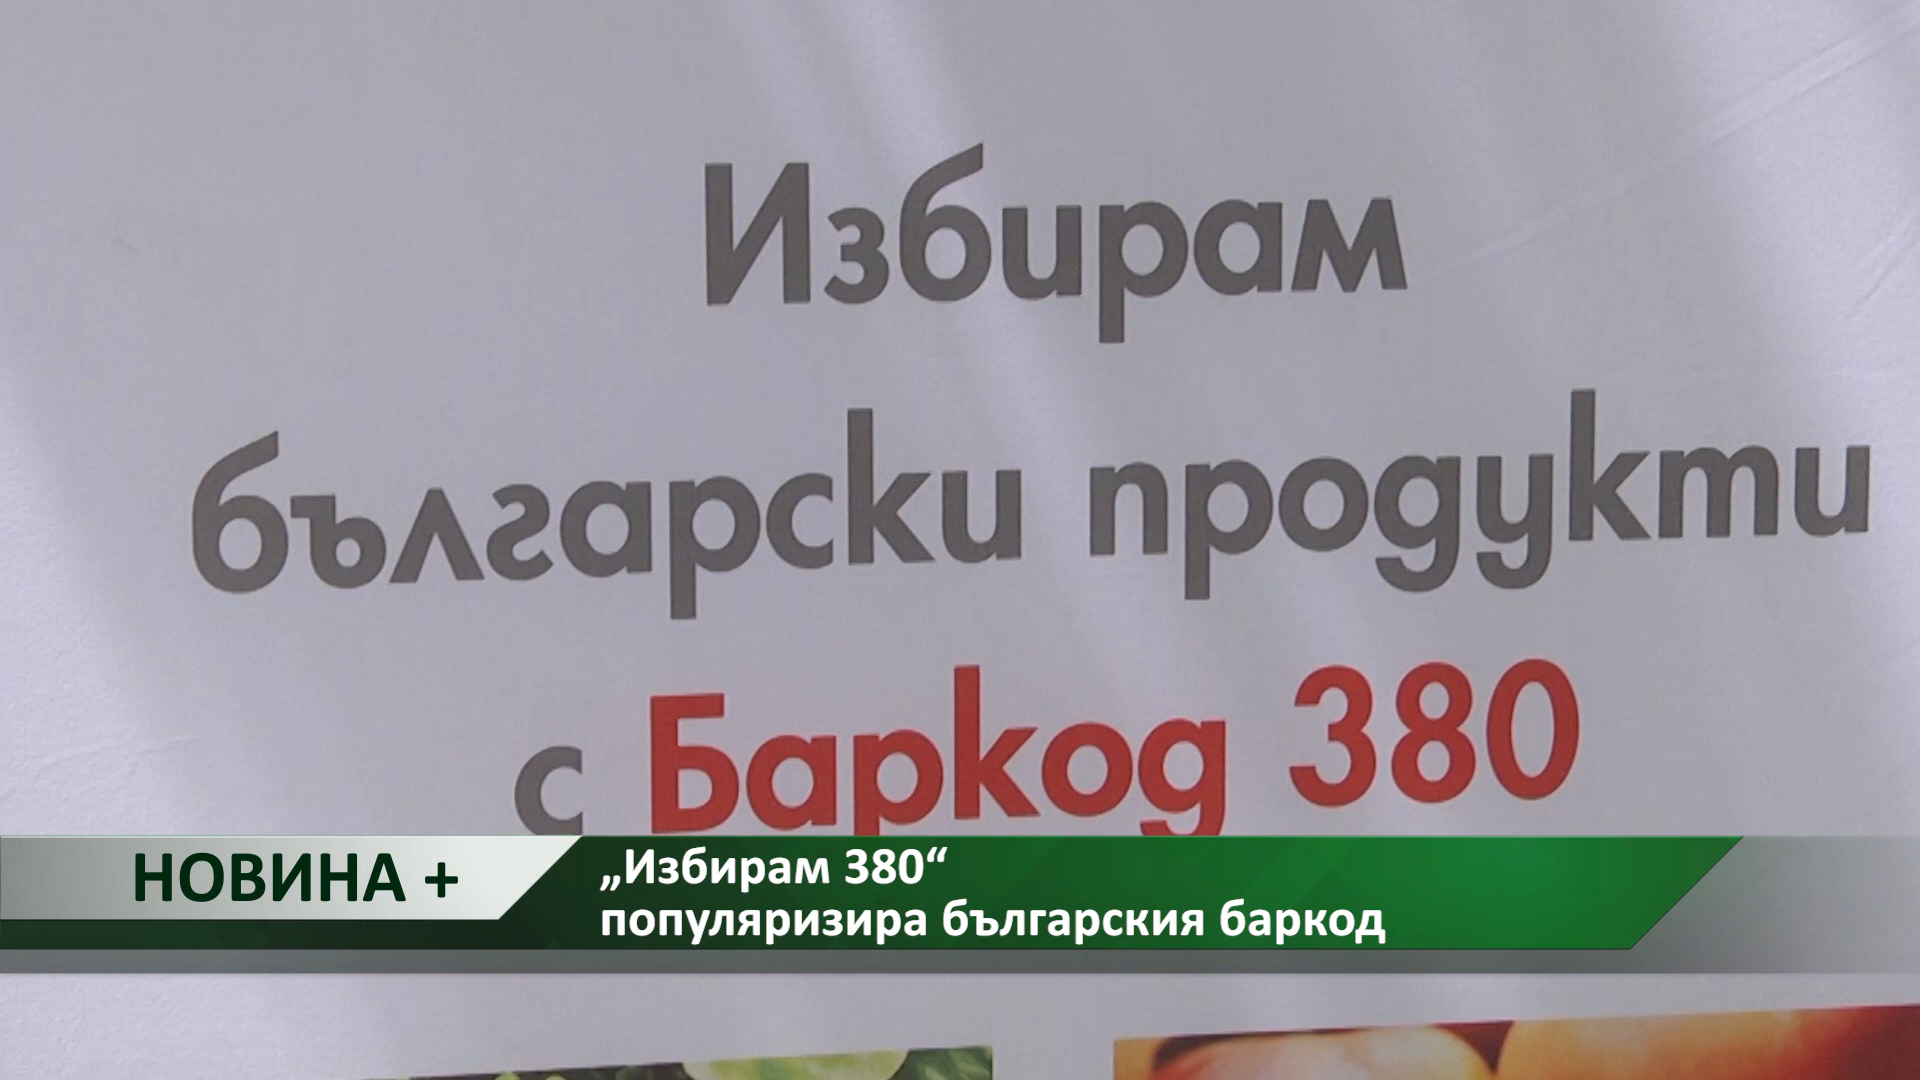 Избирам
български продукти
с Баркод 380
НОВИНА +
„Избирам 380“
популяризира българския баркод